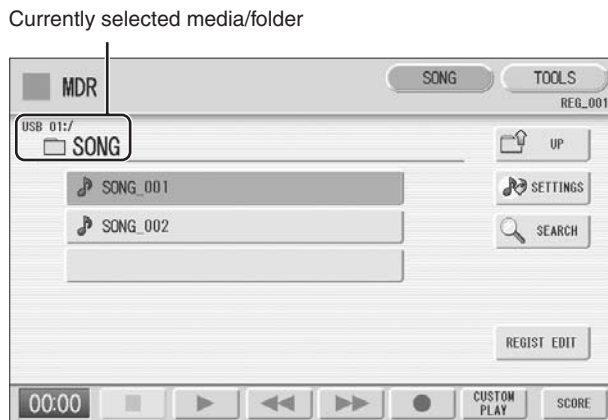 Currently selected media/folder
MDR
SONG
TOOLS
REG_001
USB 01:/
SONG
UP
SONG_001
SETTINGS
SONG_002
SEARCH
REGIST EDIT
00:00
CUSTOM
PLAY
SCORE